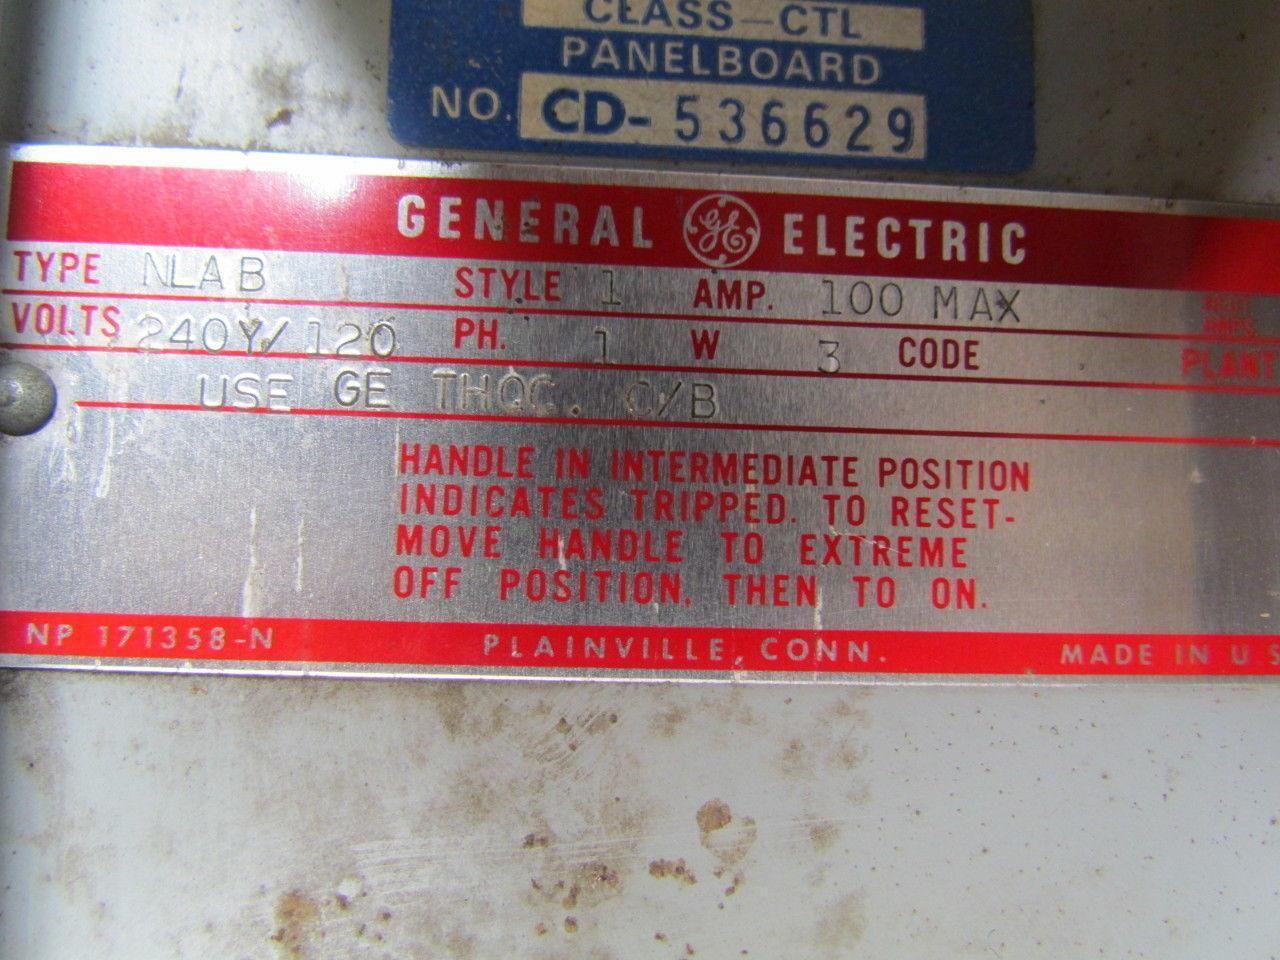 CLASS-CTL
PANELBOARD
NO. CD-536629
GENERAL GE ELECTRIC
TYPE NLAB STYLE 1 AMP. 100 MAX
VOLTS 240Y/120 PH. 1 W 3 CODE PLANT
USE GE THQC. C/B
HANDLE IN INTERMEDIATE POSITION
INDICATES TRIPPED. TO RESET-
MOVE HANDLE TO EXTREME
OFF POSITION, THEN TO ON.
NP 171358-N PLAINVILLE, CONN. MADE IN U S